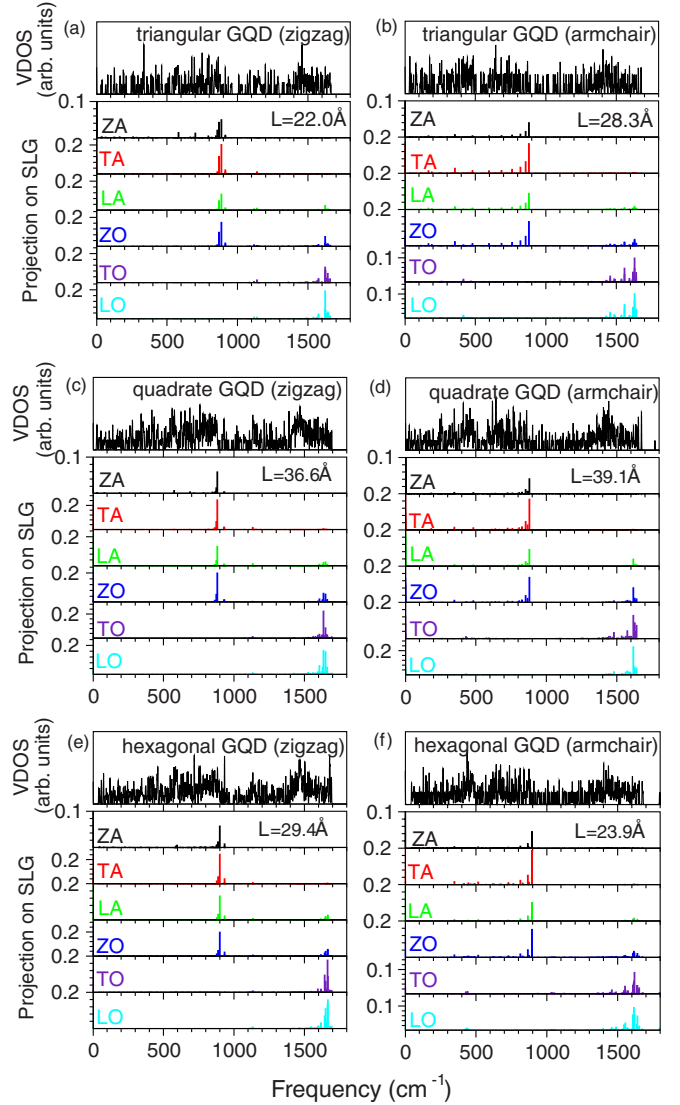 (a) triangular GQD (zigzag)
VDOS
(arb. units)
0.1
ZA L=22.0Å
0.2
TA
0.2
LA
0.2
ZO
0.2
TO
0.2
LO
Projection on SLG
0 500 1000 1500
(b) triangular GQD (armchair)
0.1
ZA L=28.3Å
0.2
TA
0.2
LA
0.2
ZO
0.1
TO
0.1
LO
0 500 1000 1500
(c) quadrate GQD (zigzag)
VDOS
(arb. units)
0.1
ZA L=36.6Å
0.2
TA
0.2
LA
0.2
ZO
0.2
TO
0.2
LO
Projection on SLG
0 500 1000 1500
(d) quadrate GQD (armchair)
0.1
ZA L=39.1Å
0.2
TA
0.2
LA
0.2
ZO
0.2
TO
0.2
LO
0 500 1000 1500
(e) hexagonal GQD (zigzag)
VDOS
(arb. units)
0.1
ZA L=29.4Å
0.2
TA
0.2
LA
0.2
ZO
TO
0.2
LO
Projection on SLG
0 500 1000 1500
(f) hexagonal GQD (armchair)
0.1
ZA L=23.9Å
0.2
TA
0.2
LA
0.2
ZO
0.1
TO
0.1
LO
0 500 1000 1500
Frequency (cm⁻¹)